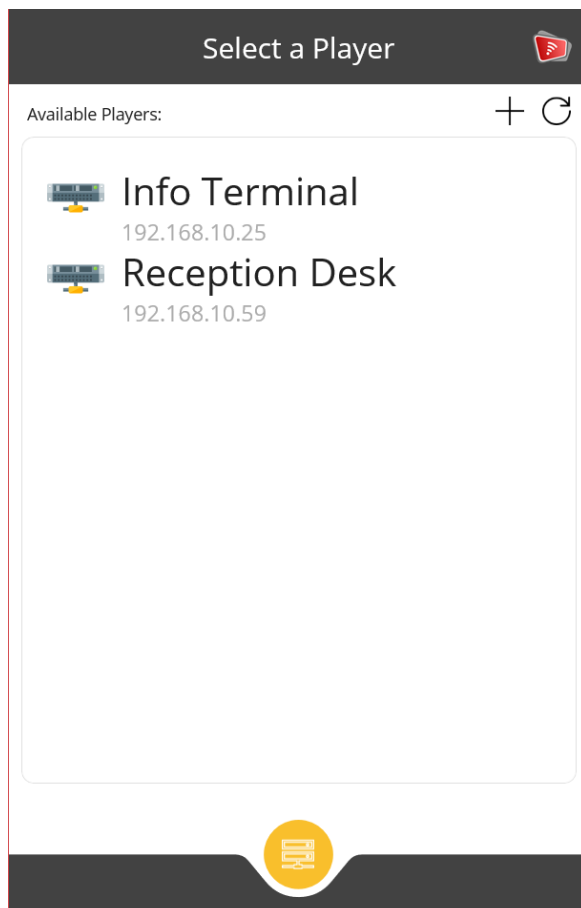 Select a Player
Available Players:
Info Terminal
192.168.10.25
Reception Desk
192.168.10.59